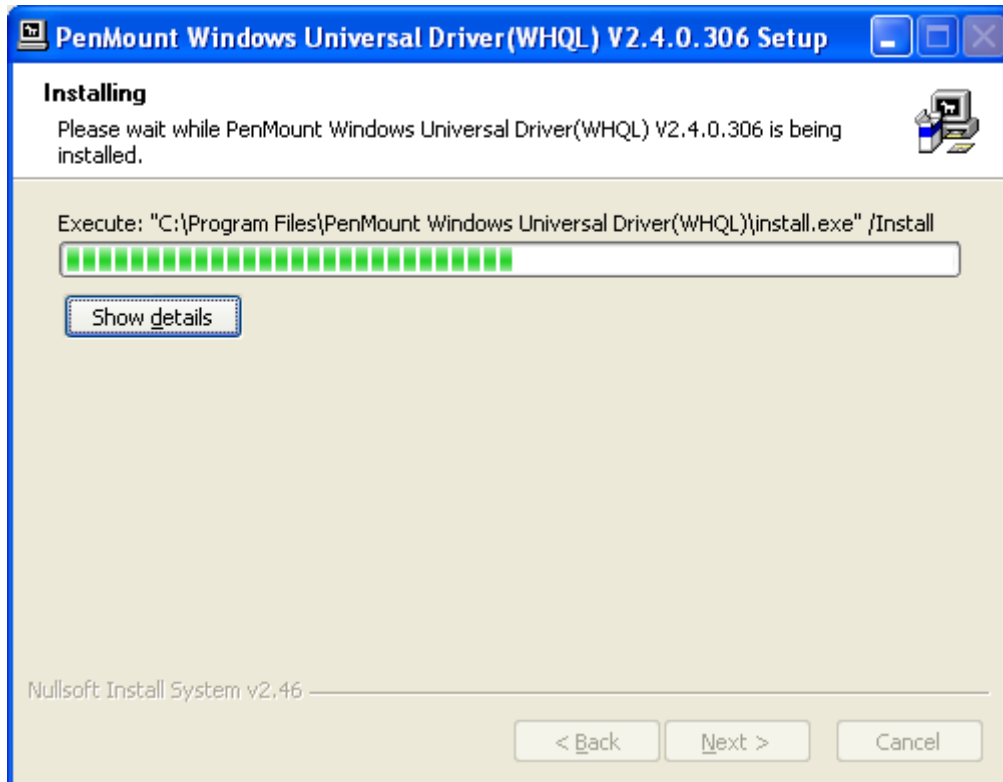 PenMount Windows Universal Driver(WHQL) V2.4.0.306 Setup
Installing
Please wait while PenMount Windows Universal Driver(WHQL) V2.4.0.306 is being
installed.
Execute: "C:\Program Files\PenMount Windows Universal Driver(WHQL)\install.exe" /Install
Show details
Nullsoft Install System v2.46
< Back Next > Cancel